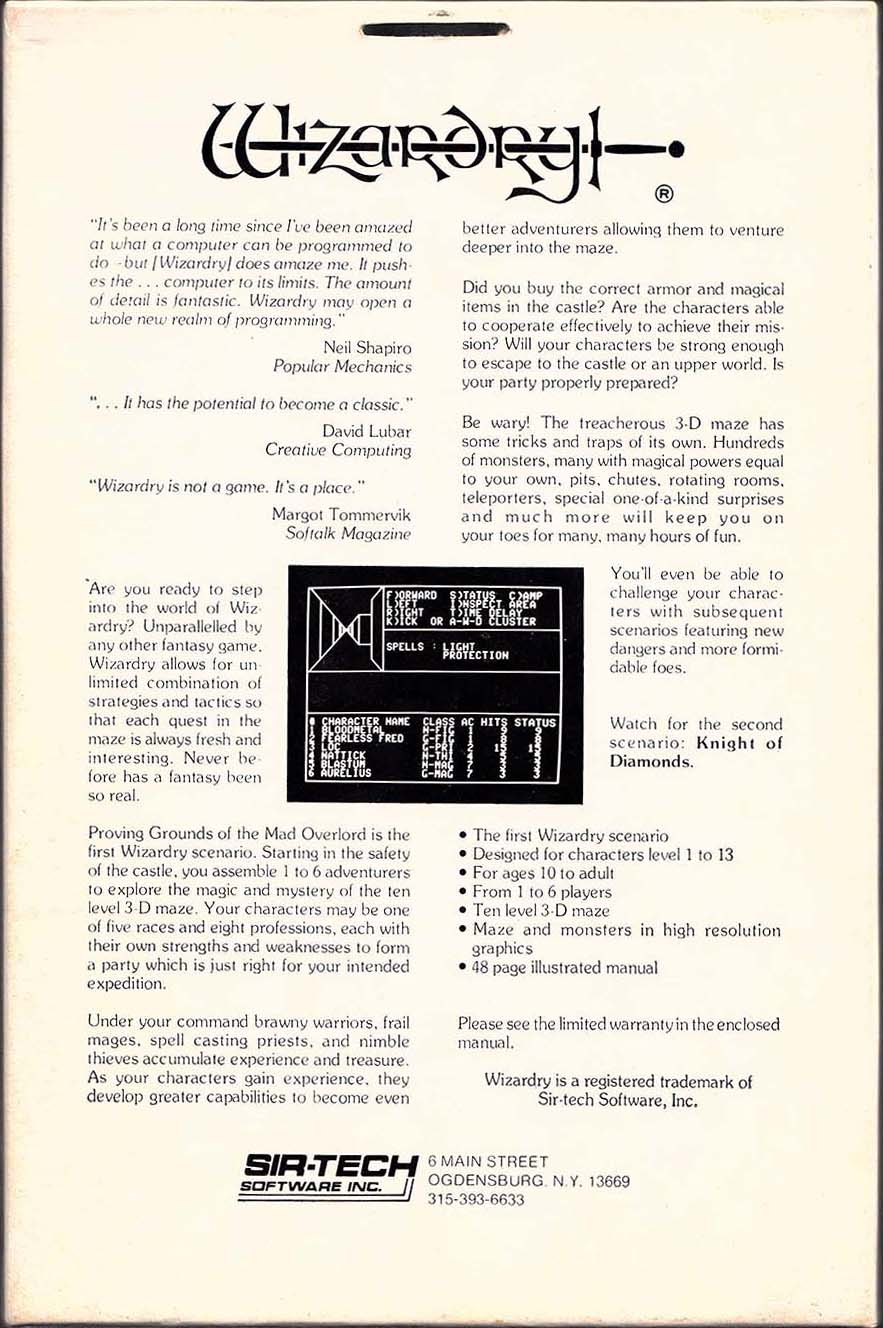 Wizardry
®
"It's been a long time since I've been amazed
at what a computer can be programmed to
do - but [Wizardry] does amaze me. It push-
es the . . . computer to its limits. The amount
of detail is fantastic. Wizardry may open a
whole new realm of programming."
Neil Shapiro
Popular Mechanics
". . . It has the potential to become a classic."
David Lubar
Creative Computing
"Wizardry is not a game. It's a place."
Margot Tommervik
Softalk Magazine
Are you ready to step
into the world of Wiz-
ardry? Unparallelled by
any other fantasy game,
Wizardry allows for un-
limited combination of
strategies and tactics so
that each quest in the
maze is always fresh and
interesting. Never be-
fore has a fantasy been
so real.
Proving Grounds of the Mad Overlord is the
first Wizardry scenario. Starting in the safety
of the castle, you assemble 1 to 6 adventurers
to explore the magic and mystery of the ten
level 3-D maze. Your characters may be one
of five races and eight professions, each with
their own strengths and weaknesses to form
a party which is just right for your intended
expedition.
Under your command brawny warriors, frail
mages, spell casting priests, and nimble
thieves accumulate experience and treasure.
As your characters gain experience, they
develop greater capabilities to become even
better adventurers allowing them to venture
deeper into the maze.
Did you buy the correct armor and magical
items in the castle? Are the characters able
to cooperate effectively to achieve their mis-
sion? Will your characters be strong enough
to escape to the castle or an upper world. Is
your party properly prepared?
Be wary! The treacherous 3-D maze has
some tricks and traps of its own. Hundreds
of monsters, many with magical powers equal
to your own, pits, chutes, rotating rooms,
teleporters, special one-of-a-kind surprises
and much more will keep you on
your toes for many, many hours of fun.
F)ORWARD S)TATUS C)AMP
L)EFT I)NSPECT AREA
R)IGHT T)IME DELAY
K)ICK OR A-W-D CLUSTER
SPELLS : LIGHT
PROTECTION
# CHARACTER NAME CLASS AC HITS STATUS
1 BLOODMETAL N-FIG 1 9 9
2 FEARLESS FRED G-FIG 1 8 8
3 LOC G-PRI 2 15 15
4 HATTICK N-THI 4
5 BLASTUM N-MAG 7
6 AURELIUS G-MAG 7 3 3
You'll even be able to
challenge your charac-
ters with subsequent
scenarios featuring new
dangers and more formi-
dable foes.
Watch for the second
scenario: Knight of
Diamonds.
• The first Wizardry scenario
• Designed for characters level 1 to 13
• For ages 10 to adult
• From 1 to 6 players
• Ten level 3-D maze
• Maze and monsters in high resolution
graphics
• 48 page illustrated manual
Please see the limited warranty in the enclosed
manual.
Wizardry is a registered trademark of
Sir-tech Software, Inc.
SIR-TECH
SOFTWARE INC.
6 MAIN STREET
OGDENSBURG, N.Y. 13669
315-393-6633